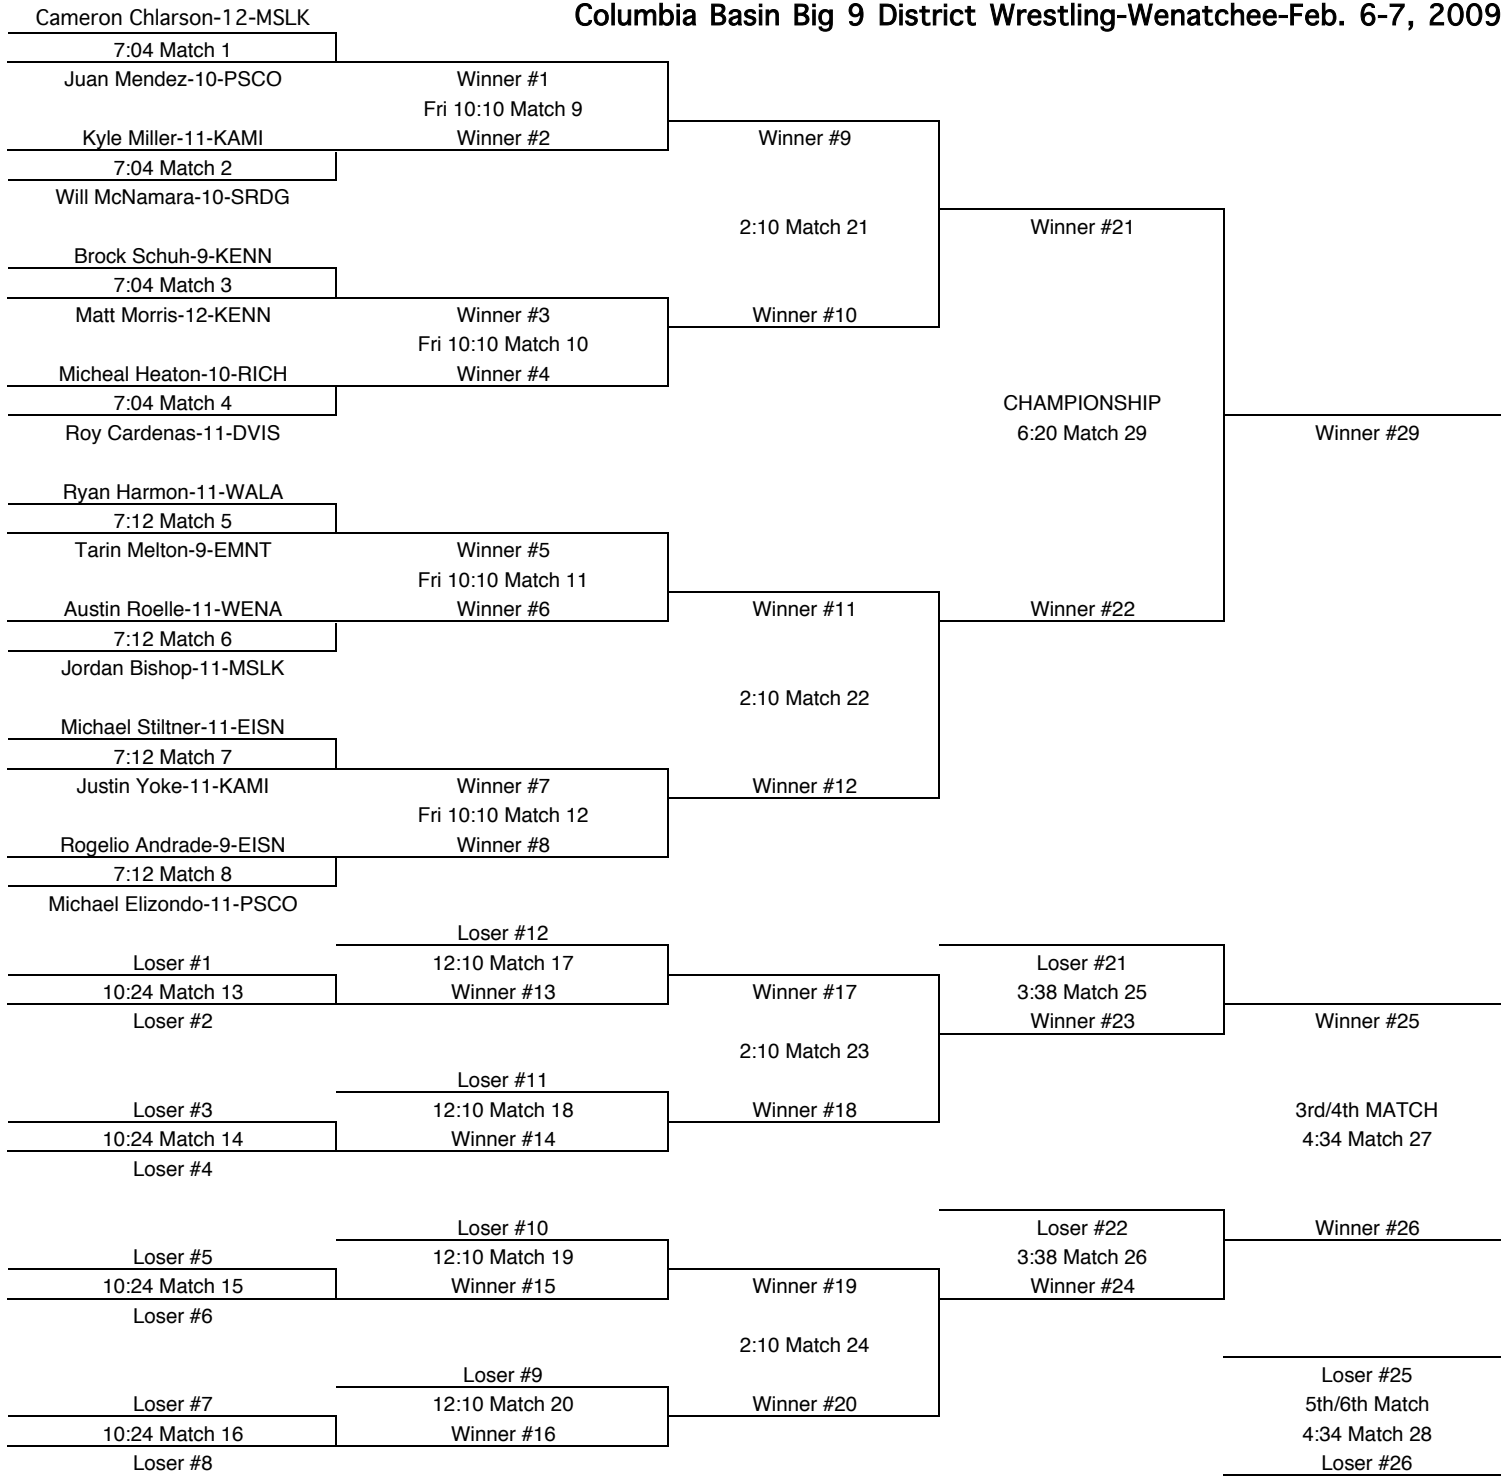 Cameron Chlarson-12-MSLK
Columbia Basin Big 9 District Wrestling-Wenatchee-Feb. 6-7, 2009
7:04 Match 1
Juan Mendez-10-PSCO
Winner #1
Fri 10:10 Match 9
Kyle Miller-11-KAMI
Winner #2
Winner #9
7:04 Match 2
Will McNamara-10-SRDG
2:10 Match 21
Winner #21
Brock Schuh-9-KENN
7:04 Match 3
Matt Morris-12-KENN
Winner #3
Winner #10
Fri 10:10 Match 10
Micheal Heaton-10-RICH
Winner #4
7:04 Match 4
CHAMPIONSHIP
Roy Cardenas-11-DVIS
6:20 Match 29
Winner #29
Ryan Harmon-11-WALA
7:12 Match 5
Tarin Melton-9-EMNT
Winner #5
Fri 10:10 Match 11
Austin Roelle-11-WENA
Winner #6
Winner #11
Winner #22
7:12 Match 6
Jordan Bishop-11-MSLK
2:10 Match 22
Michael Stiltner-11-EISN
7:12 Match 7
Justin Yoke-11-KAMI
Winner #7
Winner #12
Fri 10:10 Match 12
Rogelio Andrade-9-EISN
Winner #8
7:12 Match 8
Michael Elizondo-11-PSCO
Loser #12
Loser #1
12:10 Match 17
Loser #21
10:24 Match 13
Winner #13
Winner #17
3:38 Match 25
Loser #2
Winner #23
Winner #25
2:10 Match 23
Loser #11
Loser #3
12:10 Match 18
Winner #18
3rd/4th MATCH
10:24 Match 14
Winner #14
4:34 Match 27
Loser #4
Loser #10
Loser #22
Winner #26
Loser #5
12:10 Match 19
3:38 Match 26
10:24 Match 15
Winner #15
Winner #19
Winner #24
Loser #6
2:10 Match 24
Loser #9
Loser #25
Loser #7
12:10 Match 20
Winner #20
5th/6th Match
10:24 Match 16
Winner #16
4:34 Match 28
Loser #8
Loser #26